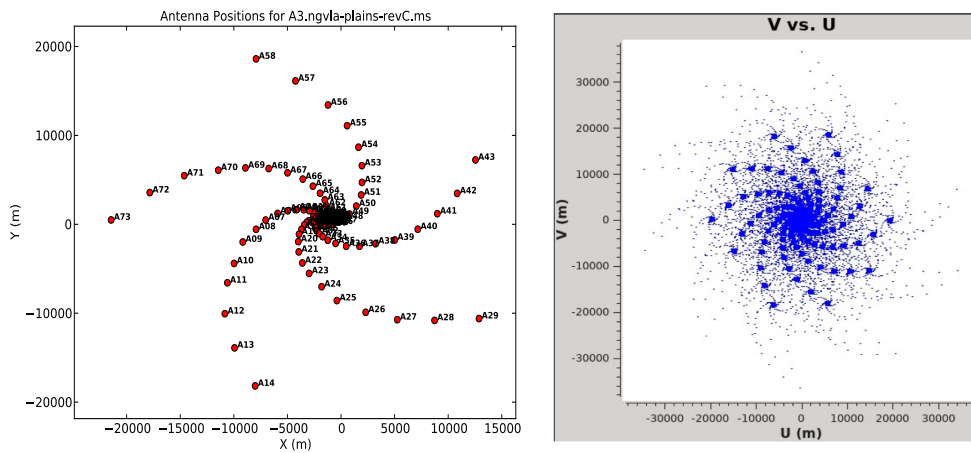 Antenna Positions for A3.ngvla-plains-revC.ms
20000
10000
0
−10000
−20000
Y (m)
−20000
−15000
−10000
−5000
0
5000
10000
15000
X (m)
A58
A57
A56
A55
A54
A43
A53
A70
A69
A68
A67
A71
A66
A52
A72
A65
A64
A51
A42
A63
A62
A50
A73
A07
A49
A41
A08
A40
A09
A20
A39
A38
A10
A21
A22
A11
A23
A24
A25
A12
A26
A27
A28
A29
A13
A14
V vs. U
30000
20000
10000
0
-10000
-20000
-30000
V (m)
-30000
-20000
-10000
0
10000
20000
30000
U (m)